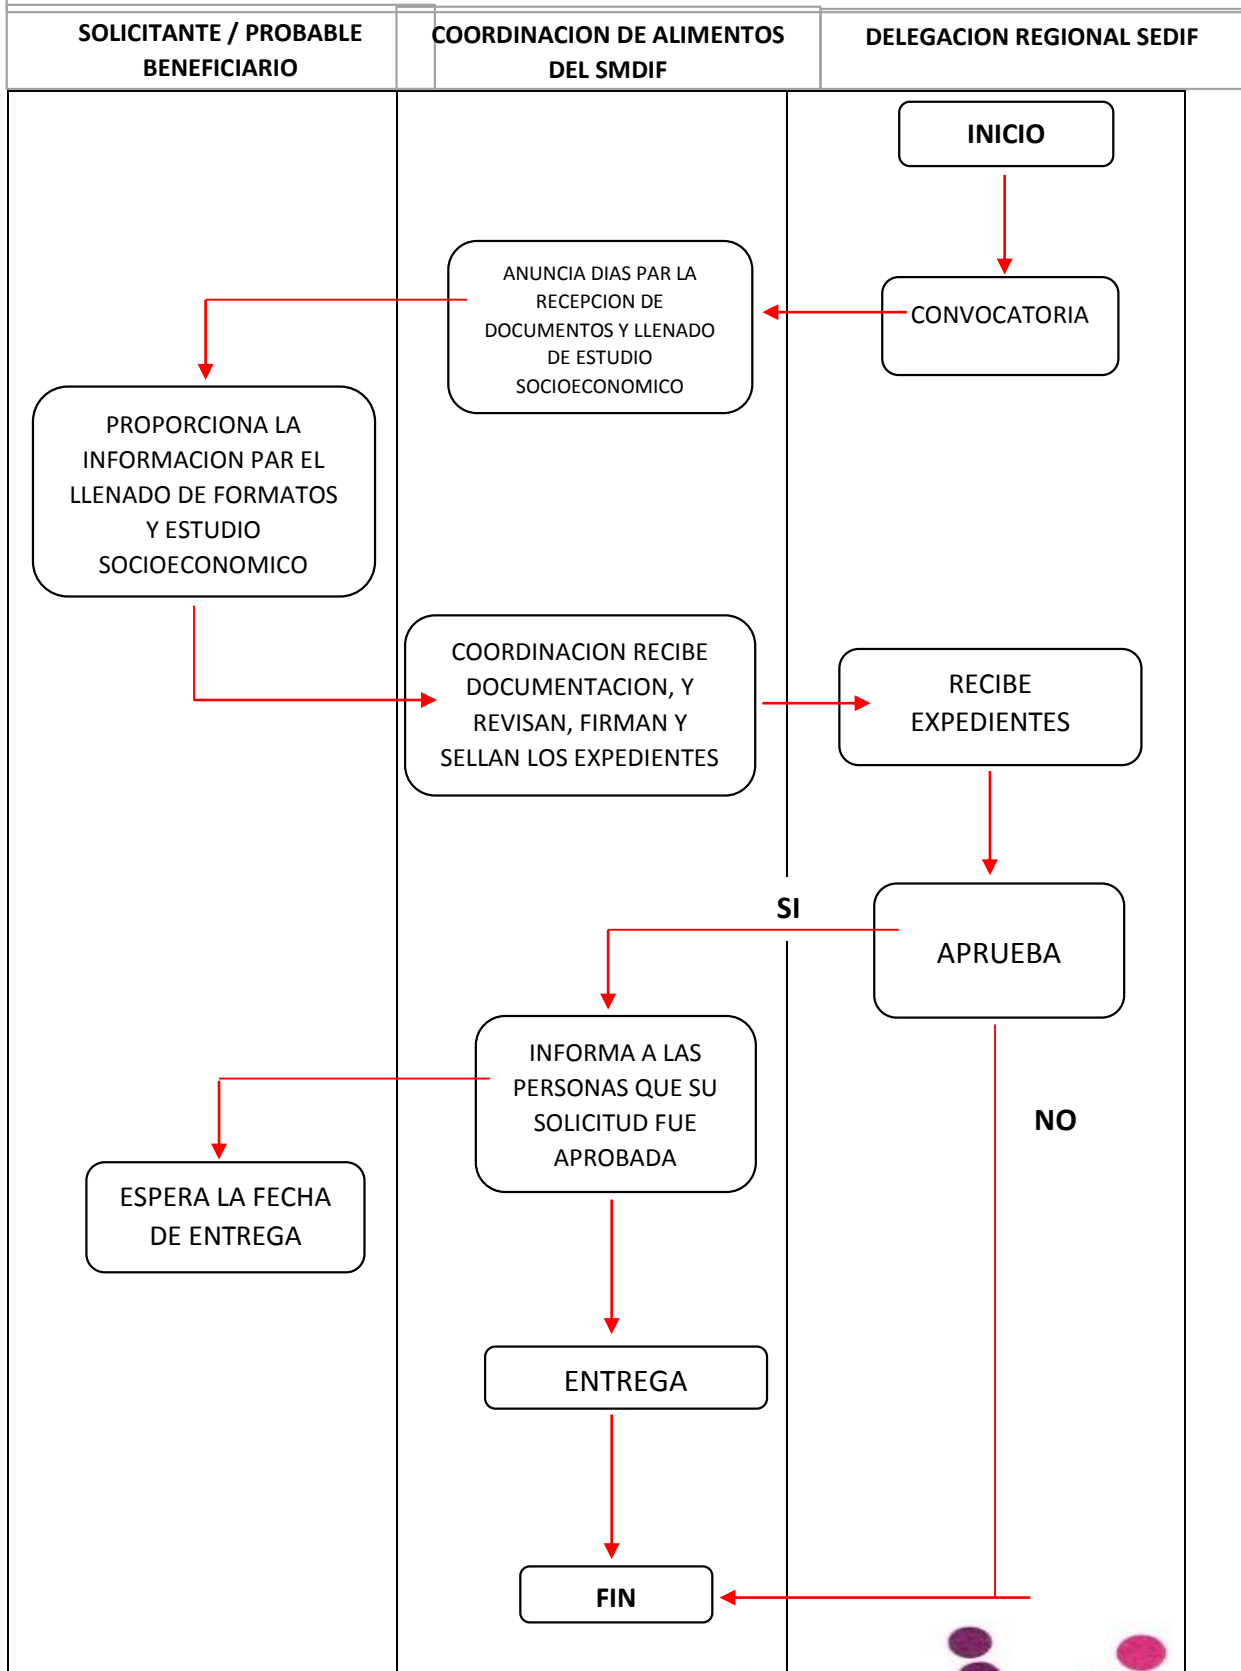 SOLICITANTE / PROBABLE
BENEFICIARIO
COORDINACION DE ALIMENTOS
DEL SMDIF
DELEGACION REGIONAL SEDIF
INICIO
CONVOCATORIA
ANUNCIA DIAS PAR LA
RECEPCION DE
DOCUMENTOS Y LLENADO
DE ESTUDIO
SOCIOECONOMICO
PROPORCIONA LA
INFORMACION PAR EL
LLENADO DE FORMATOS
Y ESTUDIO
SOCIOECONOMICO
COORDINACION RECIBE
DOCUMENTACION, Y
REVISAN, FIRMAN Y
SELLAN LOS EXPEDIENTES
RECIBE
EXPEDIENTES
SI
APRUEBA
INFORMA A LAS
PERSONAS QUE SU
SOLICITUD FUE
APROBADA
NO
ESPERA LA FECHA
DE ENTREGA
ENTREGA
FIN